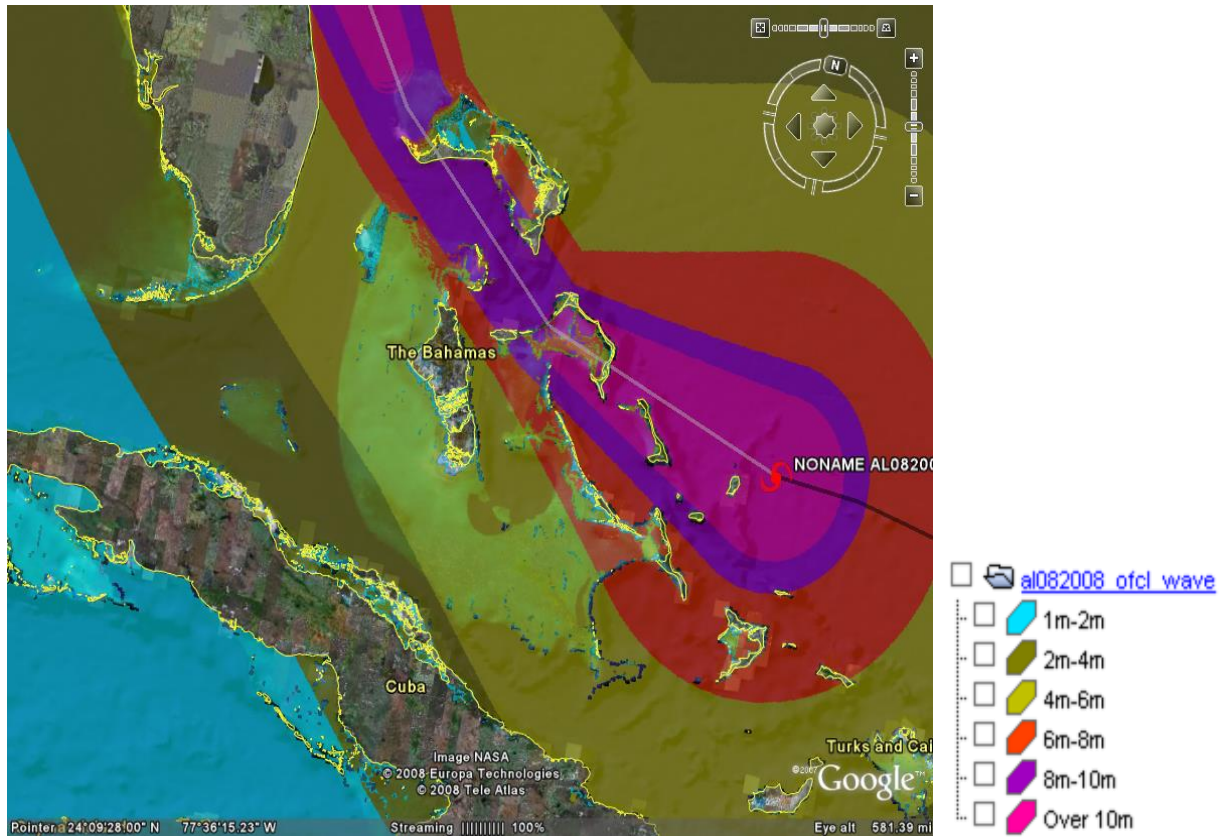 N
The Bahamas
NONAME AL08200
Cuba
Image NASA
© 2008 Europa Technologies
© 2008 Tele Atlas
Turks and Cai
©2007 Google™
Pointer 24°09'28.00" N 77°36'15.23" W Streaming |||||||||| 100% Eye alt 581.39 mi
al082008_ofcl_wave
1m-2m
2m-4m
4m-6m
6m-8m
8m-10m
Over 10m